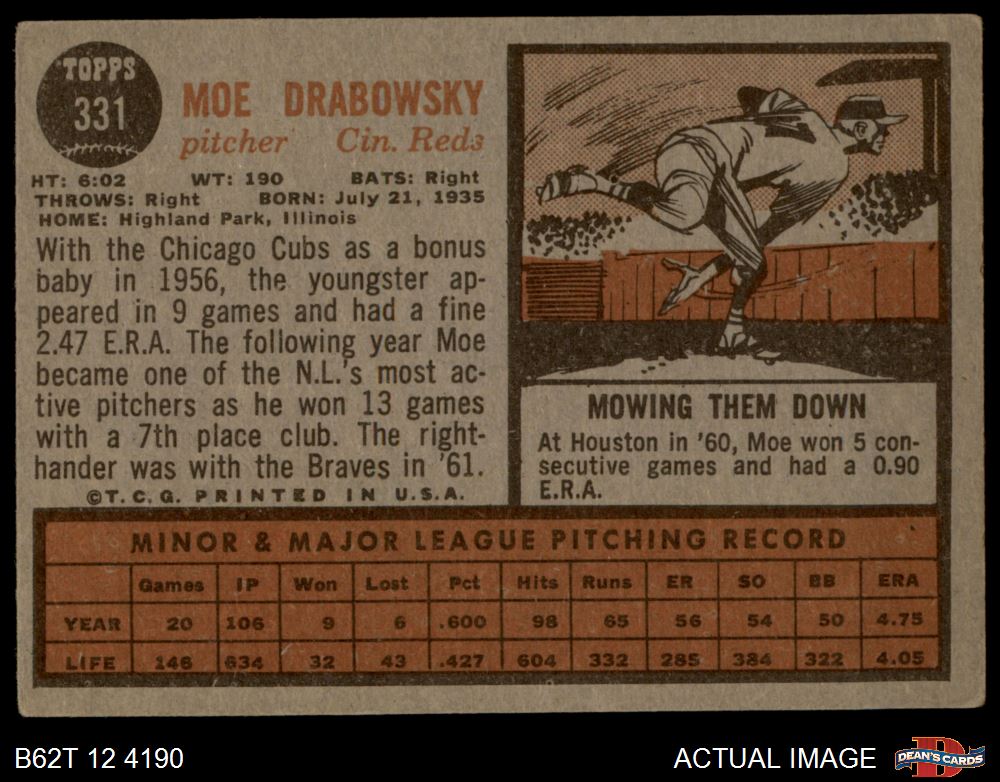 TOPPS
331
MOE DRABOWSKY
pitcher Cin. Reds
HT: 6:02 WT: 190 BATS: Right
THROWS: Right BORN: July 21, 1935
HOME: Highland Park, Illinois
With the Chicago Cubs as a bonus
baby in 1956, the youngster ap-
peared in 9 games and had a fine
2.47 E.R.A. The following year Moe
became one of the N.L.'s most ac-
tive pitchers as he won 13 games
with a 7th place club. The right-
hander was with the Braves in '61.
©T.C.G. PRINTED IN U.S.A.
MOWING THEM DOWN
At Houston in '60, Moe won 5 con-
secutive games and had a 0.90
E.R.A.
MINOR & MAJOR LEAGUE PITCHING RECORD
Games IP Won Lost Pct Hits Runs ER SO BB ERA
YEAR 20 106 9 6 .600 98 65 56 54 50 4.75
LIFE 146 634 32 43 .427 604 332 285 384 322 4.05
B62T 12 4190
ACTUAL IMAGE
DEAN'S CARDS